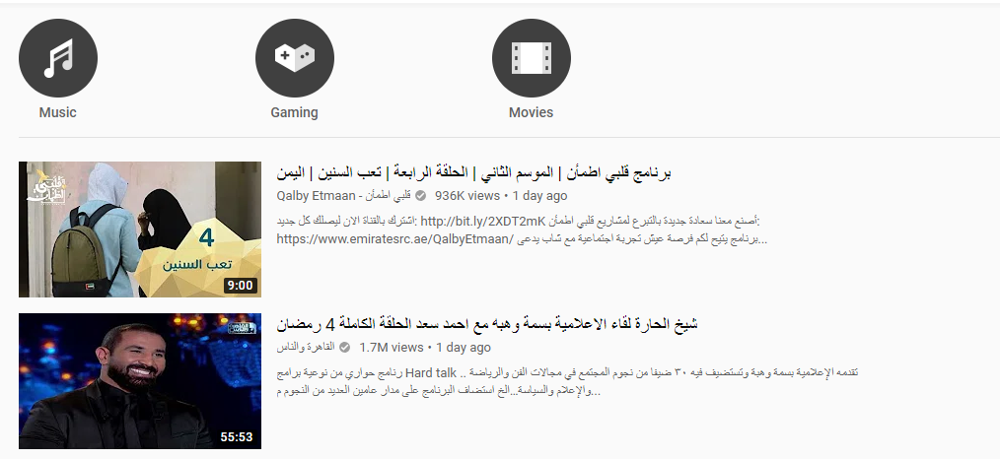 Music
Gaming
Movies
برنامج قلبي اطمأن | الموسم الثاني | الحلقة الرابعة | تعب السنين | اليمن
Qalby Etmaan - قلبي اطمأن 936K views • 1 day ago
أصنع معنا سعادة جديدة بالتبرع لمشاريع قلبي اطمأن http://bit.ly/2XDT2mK اشترك بالقناة الان ليصلك كل جديد:
https://www.emiratesrc.ae/QalbyEtmaan/ برنامج يتيح لكم فرصة عيش تجربة اجتماعية مع شاب يدعى...
قلبي اطمأن
4
تعب السنين
9:00
شيخ الحارة لقاء الاعلامية بسمة وهبه مع احمد سعد الحلقة الكاملة 4 رمضان
القاهرة والناس 1.7M views • 1 day ago
رنامج حواري من نوعية برامج Hard talk .. تقدمه الإعلامية بسمة وهبة وتستضيف فيه ٣٠ ضيفا من نجوم المجتمع في مجالات الفن والرياضة
والإعلام والسياسة...الخ استضاف البرنامج على مدار عامين العديد من النجوم م...
القاهرة والناس
55:53